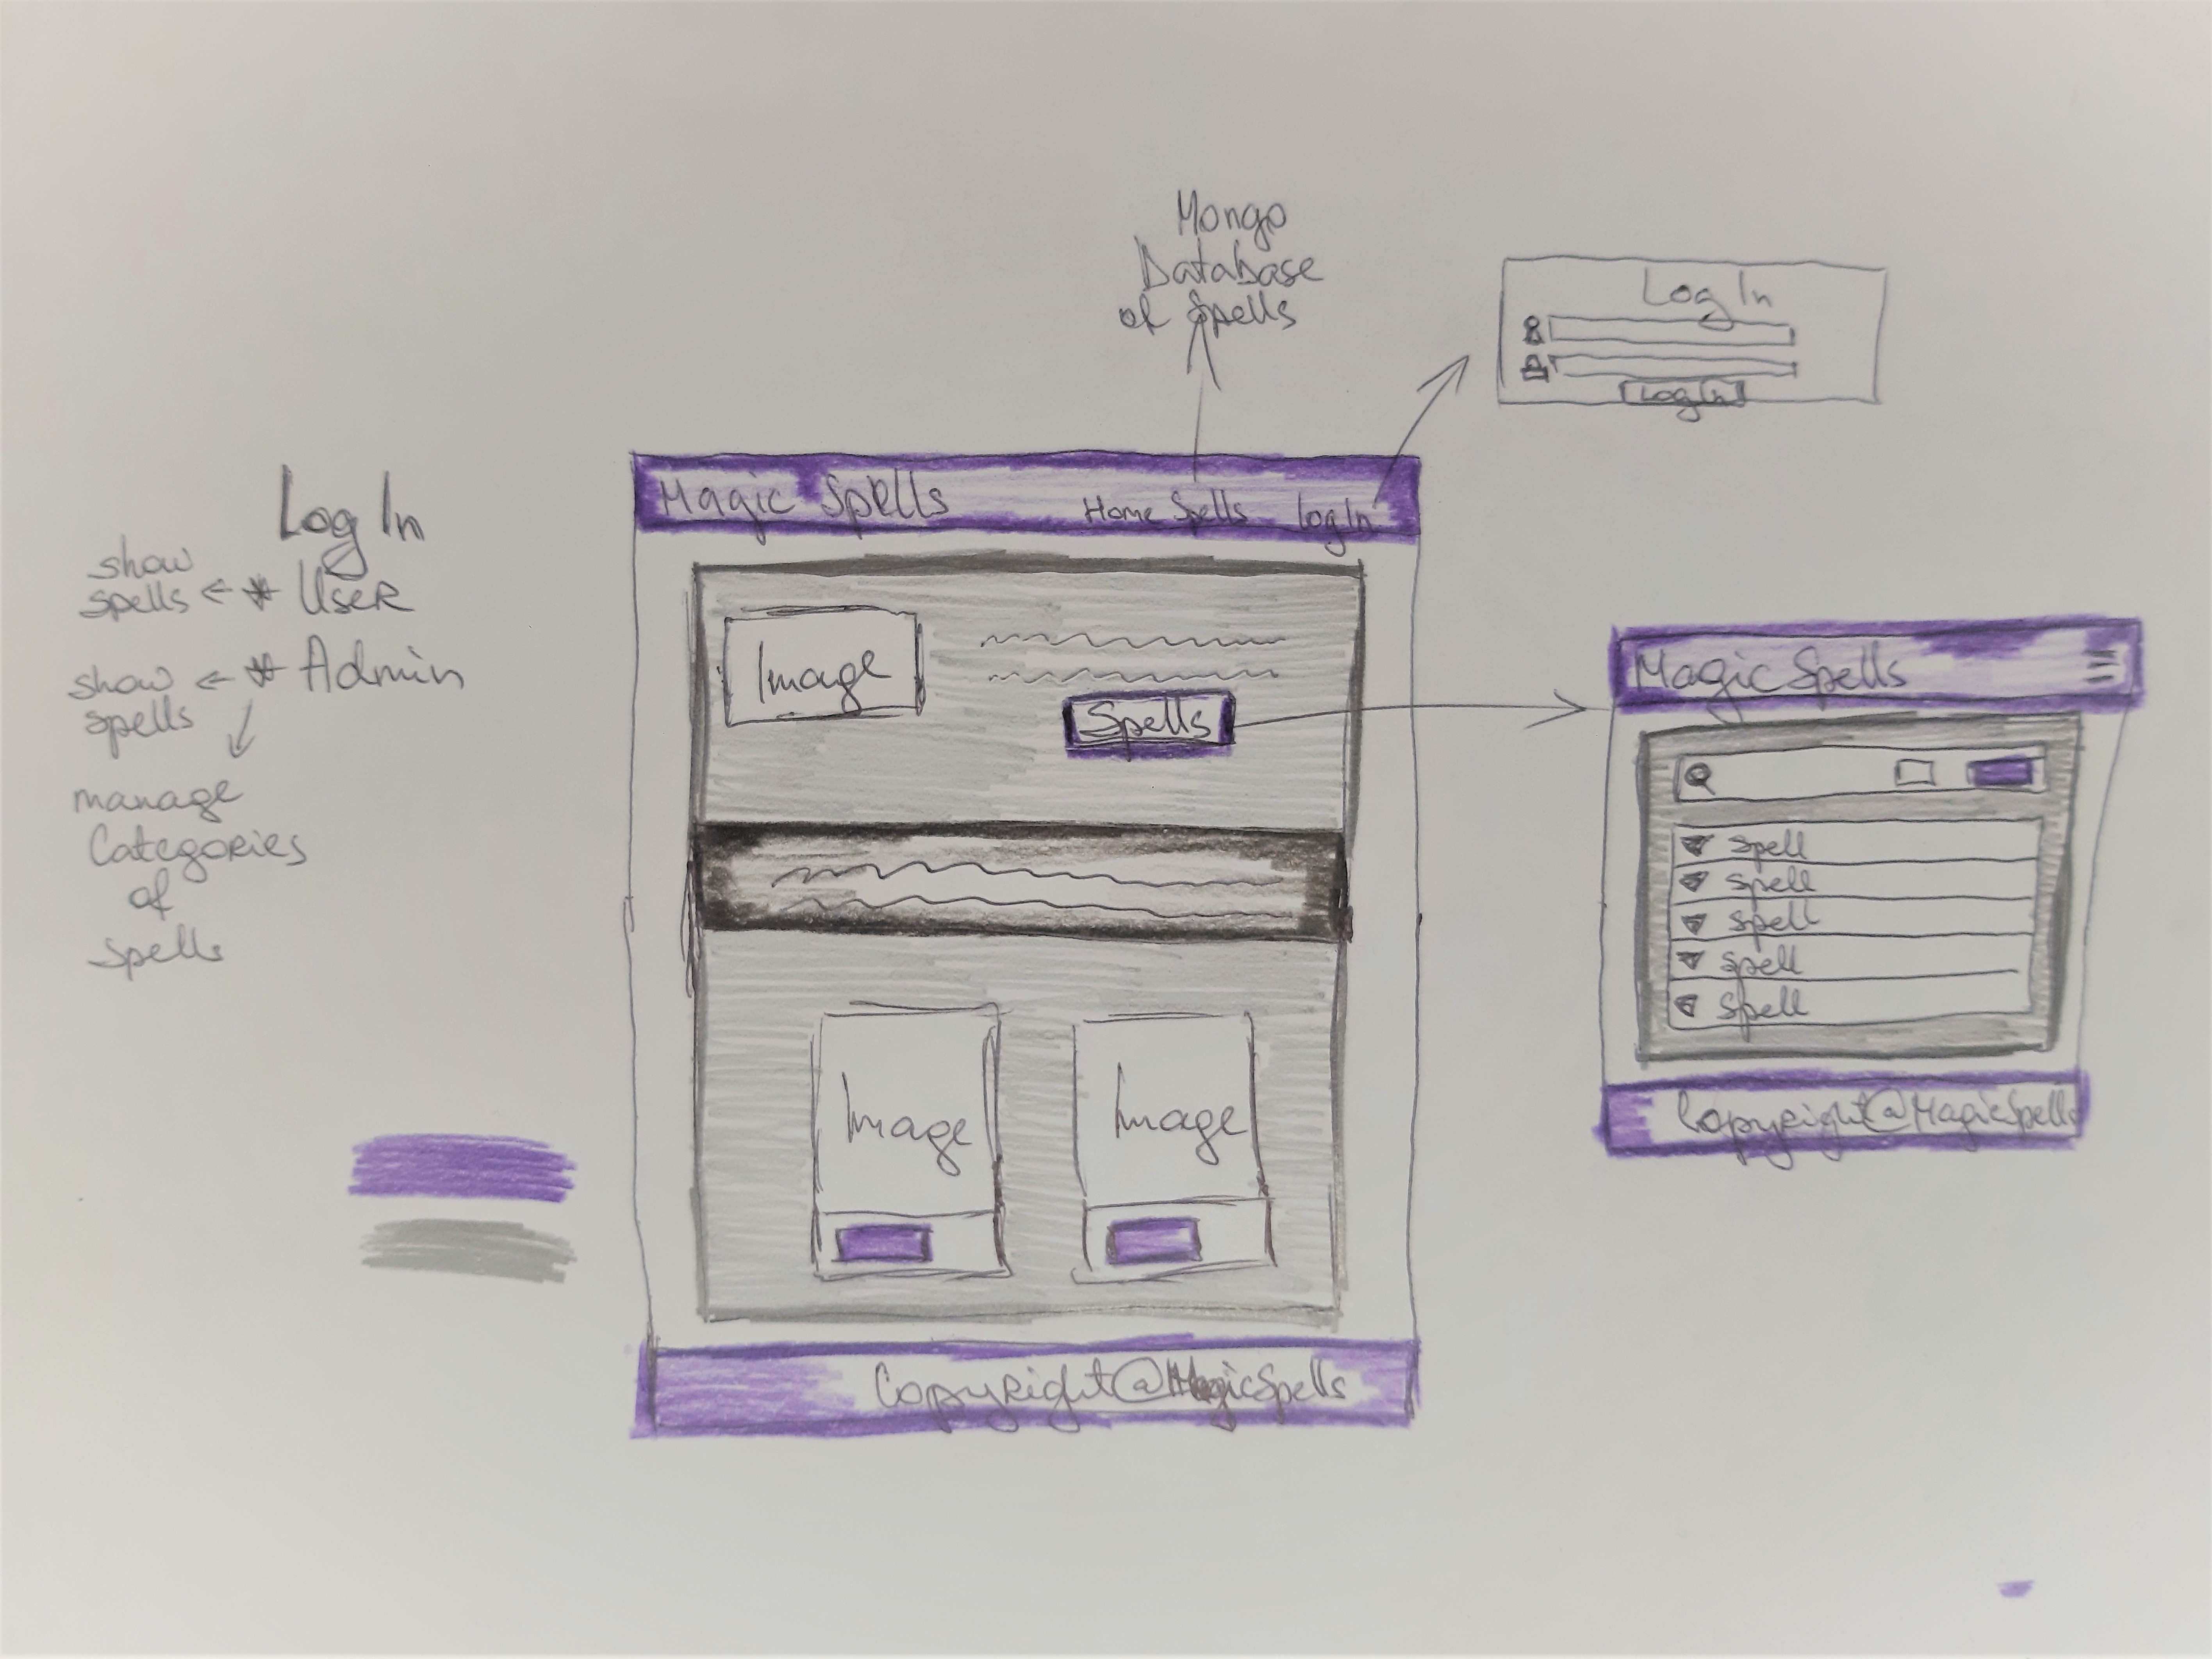 Mongo
Database
of Spells
Log In
Log In
Log In
show
spells ← * User
show ← * Admin
spells
manage
Categories
of
Spells
Magic Spells Home Spells Log In
Image
Spells
Image Image
Copyright@MagicSpells
Magic Spells
Spell
Spell
Spell
Spell
Spell
Copyright@MagicSpells